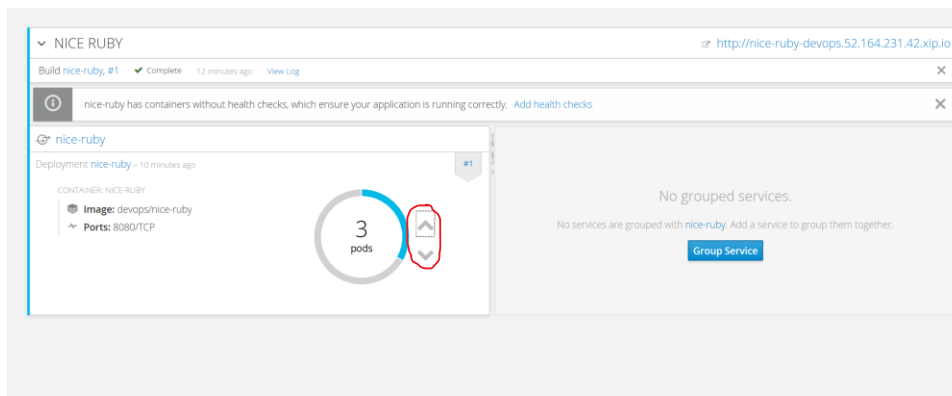 NICE RUBY
http://nice-ruby-devops.52.164.231.42.xip.io
Build nice-ruby, #1 Complete 12 minutes ago View Log
nice-ruby has containers without health checks, which ensure your application is running correctly. Add health checks
nice-ruby
Deployment nice-ruby - 10 minutes ago
#1
CONTAINER: NICE-RUBY
Image: devops/nice-ruby
Ports: 8080/TCP
3
pods
No grouped services.
No services are grouped with nice-ruby. Add a service to group them together.
Group Service